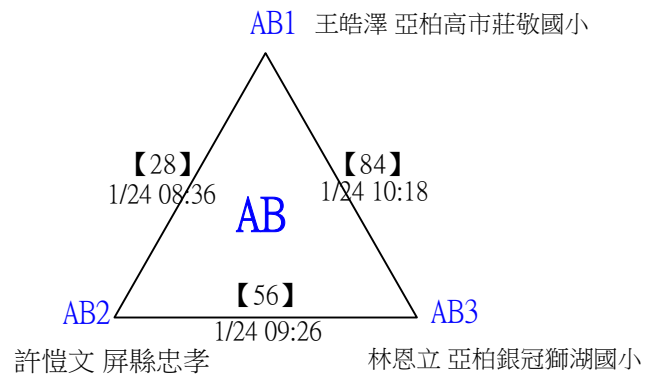 AB1 王皓澤 亞柏高市莊敬國小
【28】 【84】
1/24 08:36 1/24 10:18
AB
【56】
AB2 AB3
1/24 09:26
許愷文 屏縣忠孝 林恩立 亞柏銀冠獅湖國小